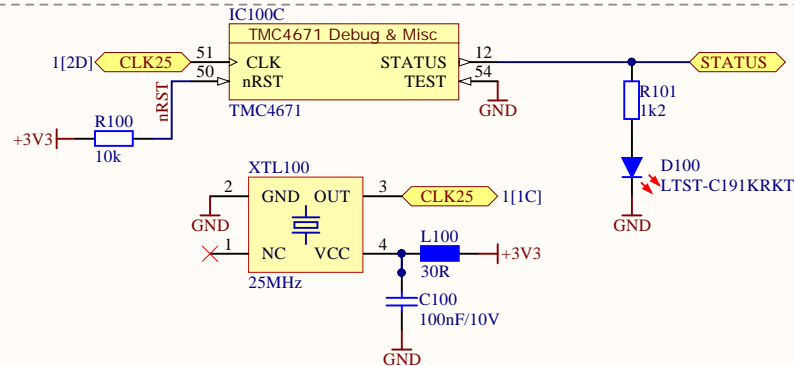 IC100C
TMC4671 Debug & Misc
1[2D] CLK25 51 CLK STATUS 12 STATUS
50 nRST TEST 54
nRST
GND
TMC4671
R101
1k2
R100
+3V3
10k
D100
LTST-C191KRKT
GND
XTL100
2 GND OUT 3 CLK25 1[1C]
GND
1 NC VCC 4 L100 +3V3
25MHz 30R
C100
100nF/10V
GND